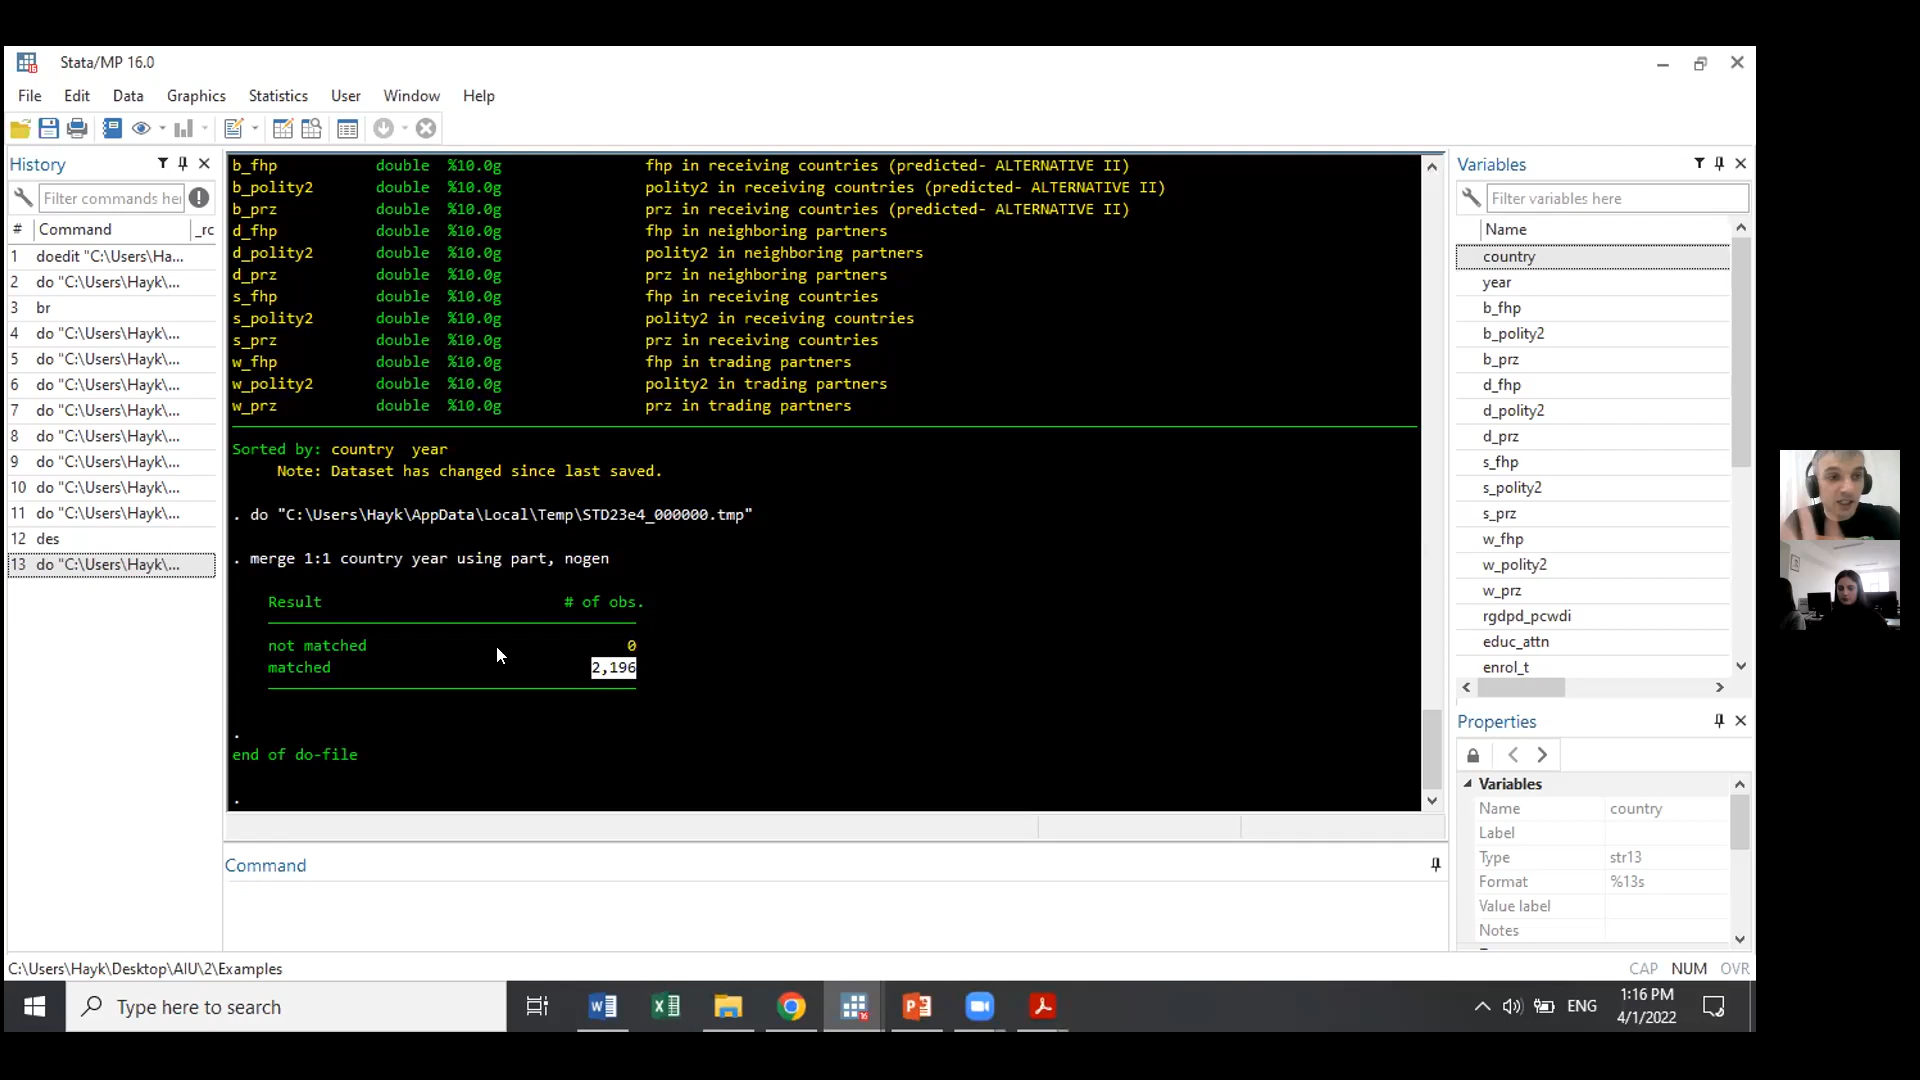 Stata/MP 16.0
File Edit Data Graphics Statistics User Window Help
History
Filter commands her
# Command _rc
1 doedit "C:\Users\Ha...
2 do "C:\Users\Hayk\...
3 br
4 do "C:\Users\Hayk\...
5 do "C:\Users\Hayk\...
6 do "C:\Users\Hayk\...
7 do "C:\Users\Hayk\...
8 do "C:\Users\Hayk\...
9 do "C:\Users\Hayk\...
10 do "C:\Users\Hayk\...
11 do "C:\Users\Hayk\...
12 des
13 do "C:\Users\Hayk\...
b_fhp double %10.0g fhp in receiving countries (predicted- ALTERNATIVE II)
b_polity2 double %10.0g polity2 in receiving countries (predicted- ALTERNATIVE II)
b_prz double %10.0g prz in receiving countries (predicted- ALTERNATIVE II)
d_fhp double %10.0g fhp in neighboring partners
d_polity2 double %10.0g polity2 in neighboring partners
d_prz double %10.0g prz in neighboring partners
s_fhp double %10.0g fhp in receiving countries
s_polity2 double %10.0g polity2 in receiving countries
s_prz double %10.0g prz in receiving countries
w_fhp double %10.0g fhp in trading partners
w_polity2 double %10.0g polity2 in trading partners
w_prz double %10.0g prz in trading partners
Sorted by: country year
Note: Dataset has changed since last saved.
. do "C:\Users\Hayk\AppData\Local\Temp\STD23e4_000000.tmp"
. merge 1:1 country year using part, nogen
Result # of obs.
not matched 0
matched 2,196
.
end of do-file
.
Command
Variables
Filter variables here
Name
country
year
b_fhp
b_polity2
b_prz
d_fhp
d_polity2
d_prz
s_fhp
s_polity2
s_prz
w_fhp
w_polity2
w_prz
rgdpd_pcwdi
educ_attn
enrol_t
Properties
Variables
Name country
Label
Type str13
Format %13s
Value label
Notes
C:\Users\Hayk\Desktop\AIU\2\Examples
CAP NUM OVR
Type here to search
ENG
1:16 PM
4/1/2022